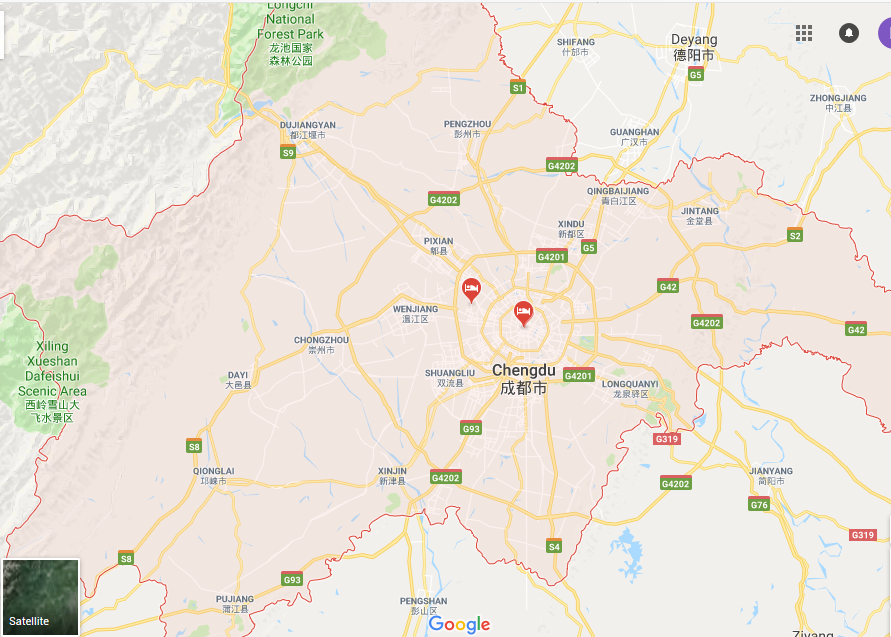 Longchi
National
Forest Park
龙池国家
森林公园
SHIFANG
什邡市
Deyang
德阳市
G5
S1
ZHONGJIANG
中江县
DUJIANGYAN
都江堰市
PENGZHOU
彭州市
GUANGHAN
广汉市
S9
G4202
G4202
QINGBAIJIANG
青白江区
JINTANG
金堂县
PIXIAN
郫县
XINDU
新都区
G5
S2
G4201
G42
WENJIANG
温江区
G4202
G42
CHONGZHOU
崇州市
Xiling
Xueshan
Dafeishui
Scenic Area
西岭雪山大
飞水景区
DAYI
大邑县
SHUANGLIU
双流县
Chengdu
成都市
G4201
LONGQUANYI
龙泉驿区
G93
G319
S8
QIONGLAI
邛崃市
XINJIN
新津县
G4202
G4202
JIANYANG
简阳市
G76
G319
S4
S8
G93
PUJIANG
蒲江县
PENGSHAN
彭山区
Google
Satellite
Ziyang